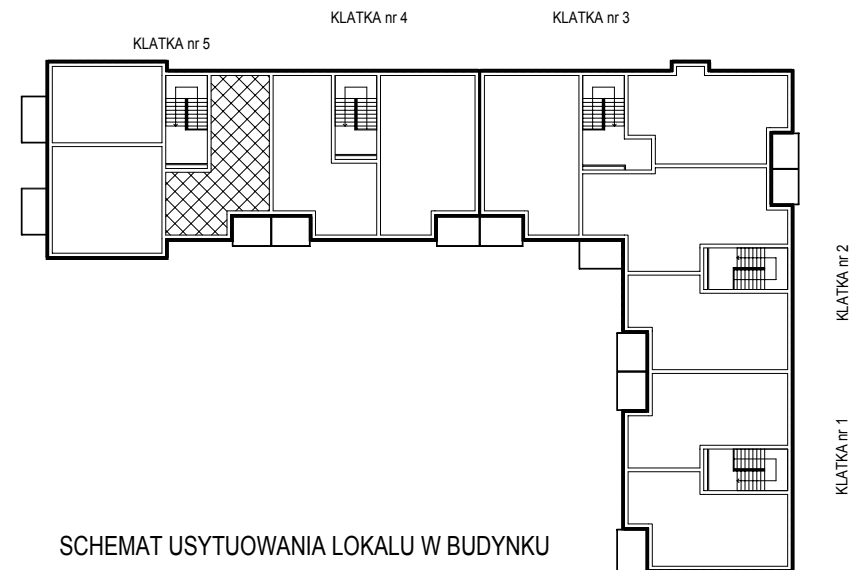 KLATKA nr 4
KLATKA nr 3
KLATKA nr 5
KLATKA nr 2
KLATKA nr 1
SCHEMAT USYTUOWANIA LOKALU W BUDYNKU